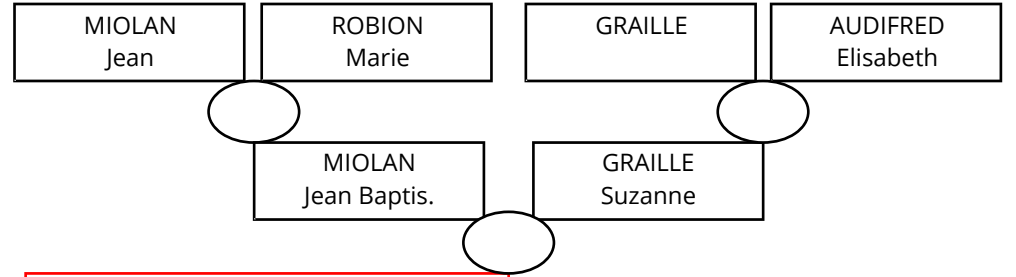 MIOLAN
Jean
ROBION
Marie
GRAILLE
AUDIFRED
Elisabeth
MIOLAN
Jean Baptis.
GRAILLE
Suzanne